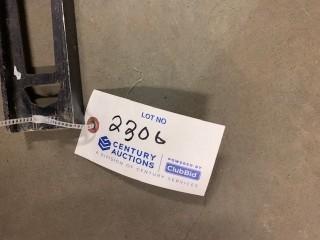 LOT NO
2306
CENTURY
AUCTIONS
A DIVISION OF CENTURY SERVICES
POWERED BY
ClubBid